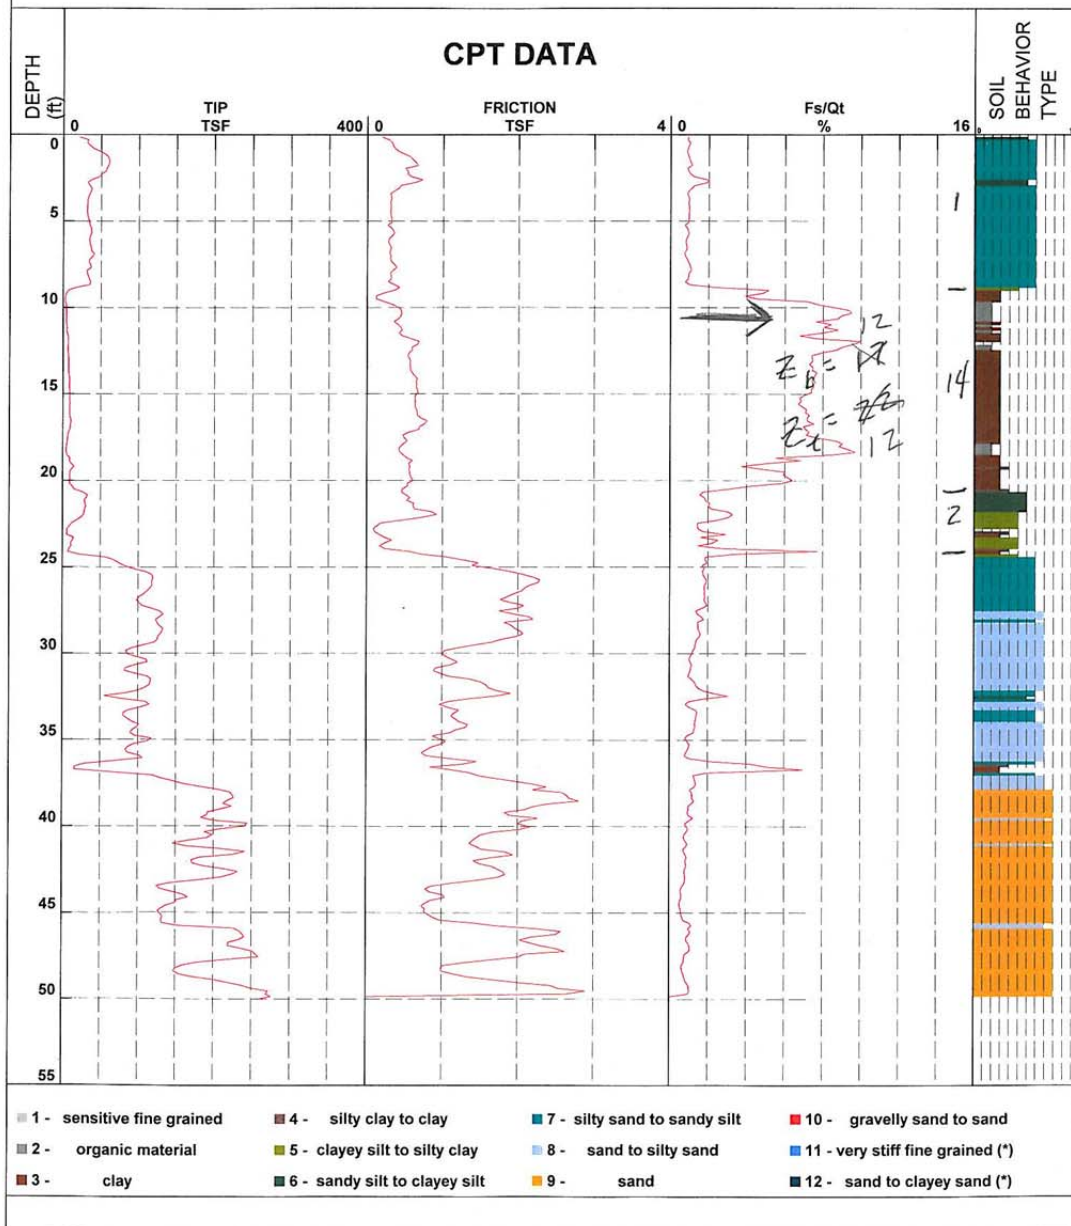 CPT DATA
DEPTH
(ft)
TIP
TSF
FRICTION
TSF
Fs/Qt
%
SOIL
BEHAVIOR
TYPE
0 400 0 4 0 16
0
5
10
15
20
25
30
35
40
45
50
55
1
14
2
12
Z b =
Z =
12
1 - sensitive fine grained
2 - organic material
3 - clay
4 - silty clay to clay
5 - clayey silt to silty clay
6 - sandy silt to clayey silt
7 - silty sand to sandy silt
8 - sand to silty sand
9 - sand
10 - gravelly sand to sand
11 - very stiff fine grained (*)
12 - sand to clayey sand (*)